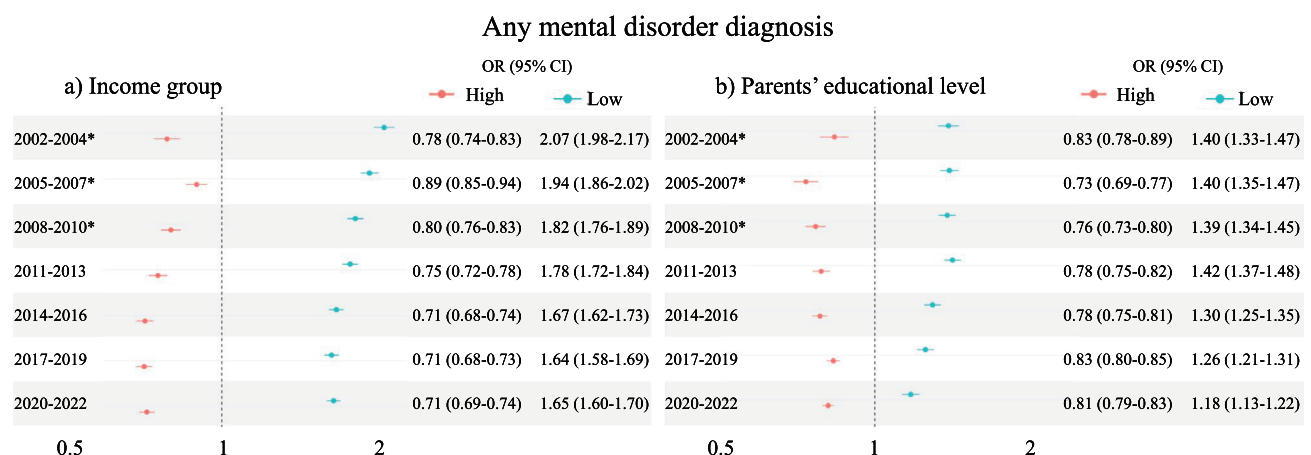 Any mental disorder diagnosis
a) Income group
OR (95% CI)
High Low
2002-2004* 0.78 (0.74-0.83) 2.07 (1.98-2.17)
2005-2007* 0.89 (0.85-0.94) 1.94 (1.86-2.02)
2008-2010* 0.80 (0.76-0.83) 1.82 (1.76-1.89)
2011-2013 0.75 (0.72-0.78) 1.78 (1.72-1.84)
2014-2016 0.71 (0.68-0.74) 1.67 (1.62-1.73)
2017-2019 0.71 (0.68-0.73) 1.64 (1.58-1.69)
2020-2022 0.71 (0.69-0.74) 1.65 (1.60-1.70)
0.5 1 2
b) Parents’ educational level
OR (95% CI)
High Low
2002-2004* 0.83 (0.78-0.89) 1.40 (1.33-1.47)
2005-2007* 0.73 (0.69-0.77) 1.40 (1.35-1.47)
2008-2010* 0.76 (0.73-0.80) 1.39 (1.34-1.45)
2011-2013 0.78 (0.75-0.82) 1.42 (1.37-1.48)
2014-2016 0.78 (0.75-0.81) 1.30 (1.25-1.35)
2017-2019 0.83 (0.80-0.85) 1.26 (1.21-1.31)
2020-2022 0.81 (0.79-0.83) 1.18 (1.13-1.22)
0.5 1 2